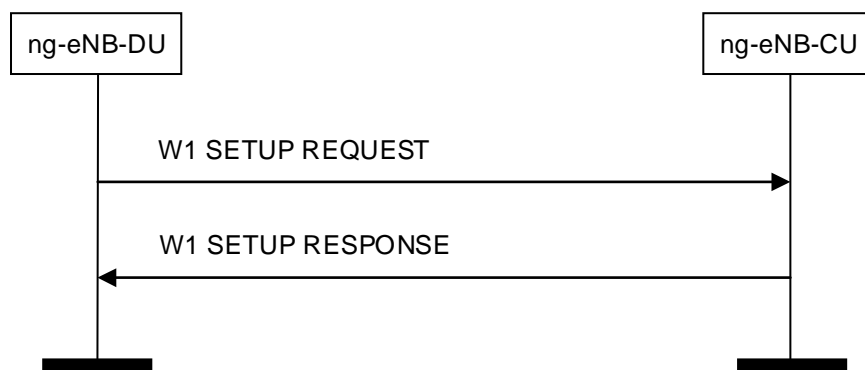 ng-eNB-DU
ng-eNB-CU
W1 SETUP REQUEST
W1 SETUP RESPONSE